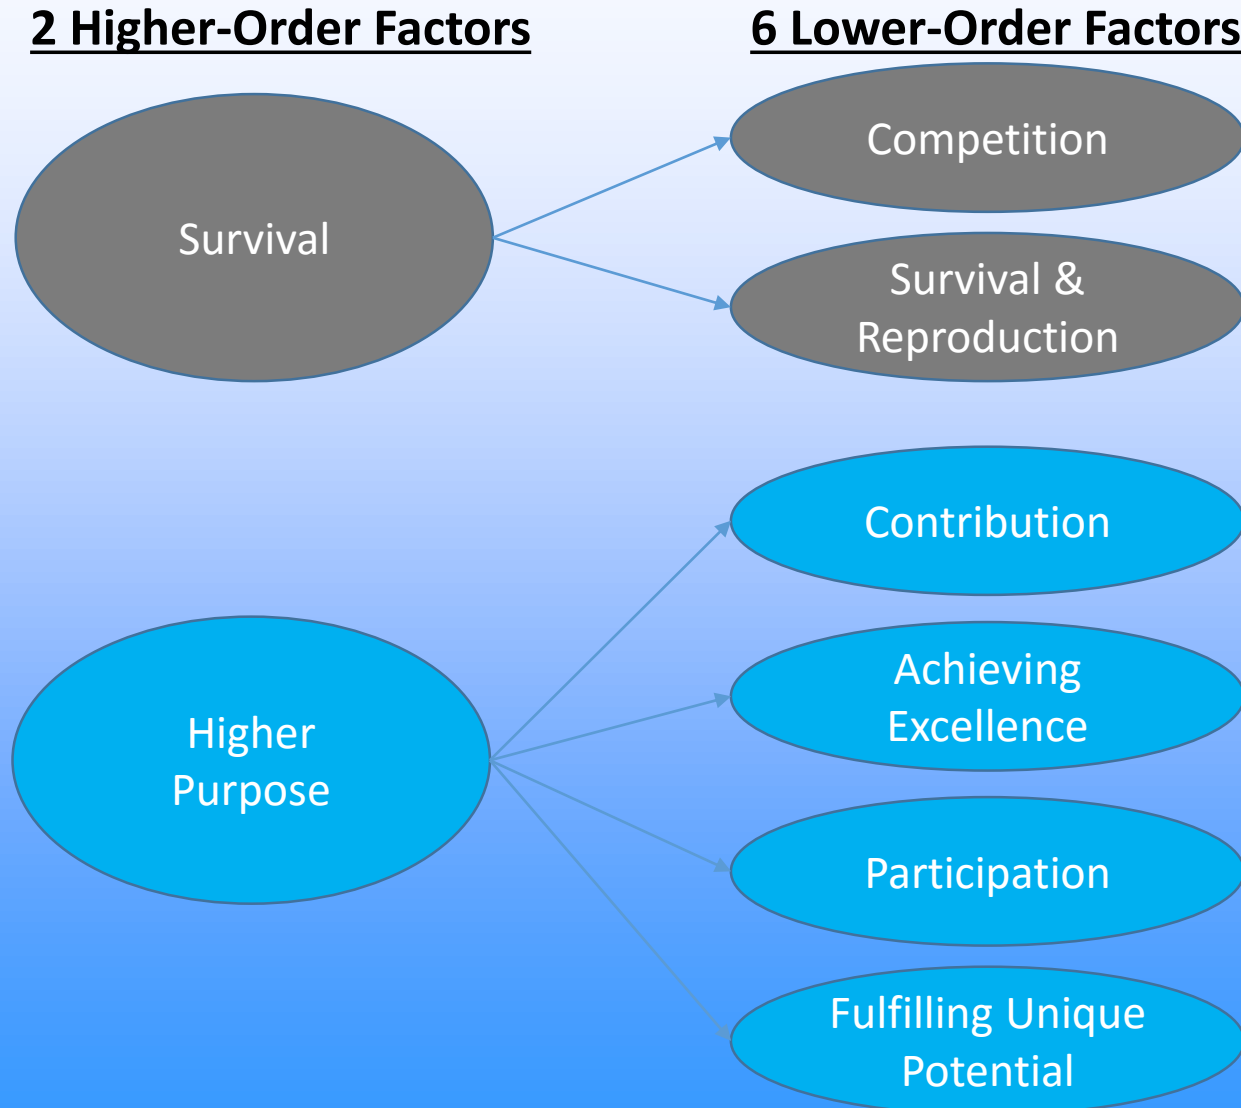 2 Higher-Order Factors
6 Lower-Order Factors
Survival
Competition
Survival &
Reproduction
Higher
Purpose
Contribution
Achieving
Excellence
Participation
Fulfilling Unique
Potential